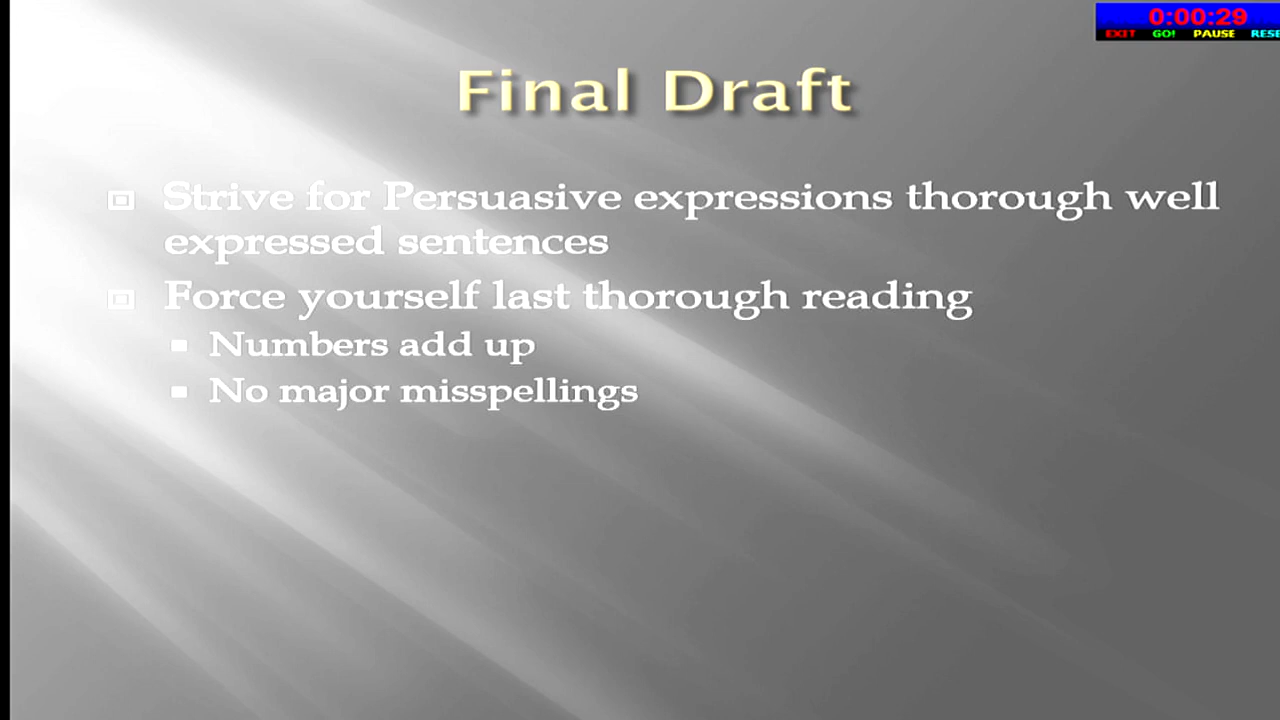 0:00:29
EXIT GO! PAUSE RESE
Final Draft
Strive for Persuasive expressions thorough well
expressed sentences
Force yourself last thorough reading
Numbers add up
No major misspellings